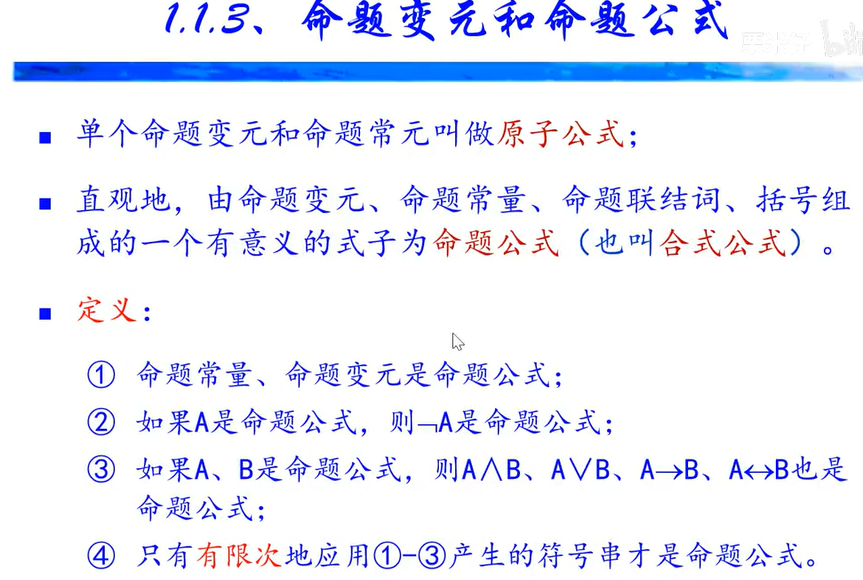 1.1.3、命题变元和命题公式
■ 单个命题变元和命题常元叫做原子公式；
■ 直观地，由命题变元、命题常量、命题联结词、括号组
成的一个有意义的式子为命题公式（也叫合式公式）。
■ 定义：
① 命题常量、命题变元是命题公式；
② 如果A是命题公式，则¬A是命题公式；
③ 如果A、B是命题公式，则A∧B、A∨B、A→B、A↔B也是
命题公式；
④ 只有有限次地应用①-③产生的符号串才是命题公式。